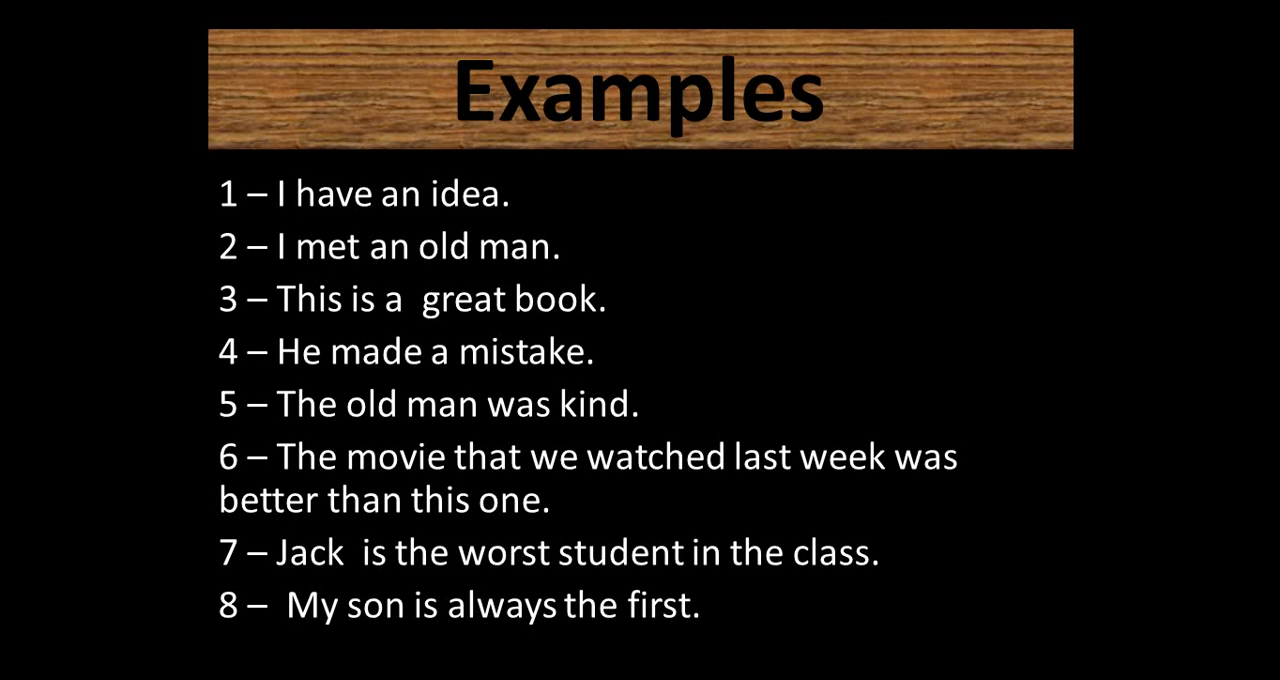 Examples
1 – I have an idea.
2 – I met an old man.
3 – This is a  great book.
4 – He made a mistake.
5 – The old man was kind.
6 – The movie that we watched last week was
better than this one.
7 – Jack  is the worst student in the class.
8 –  My son is always the first.